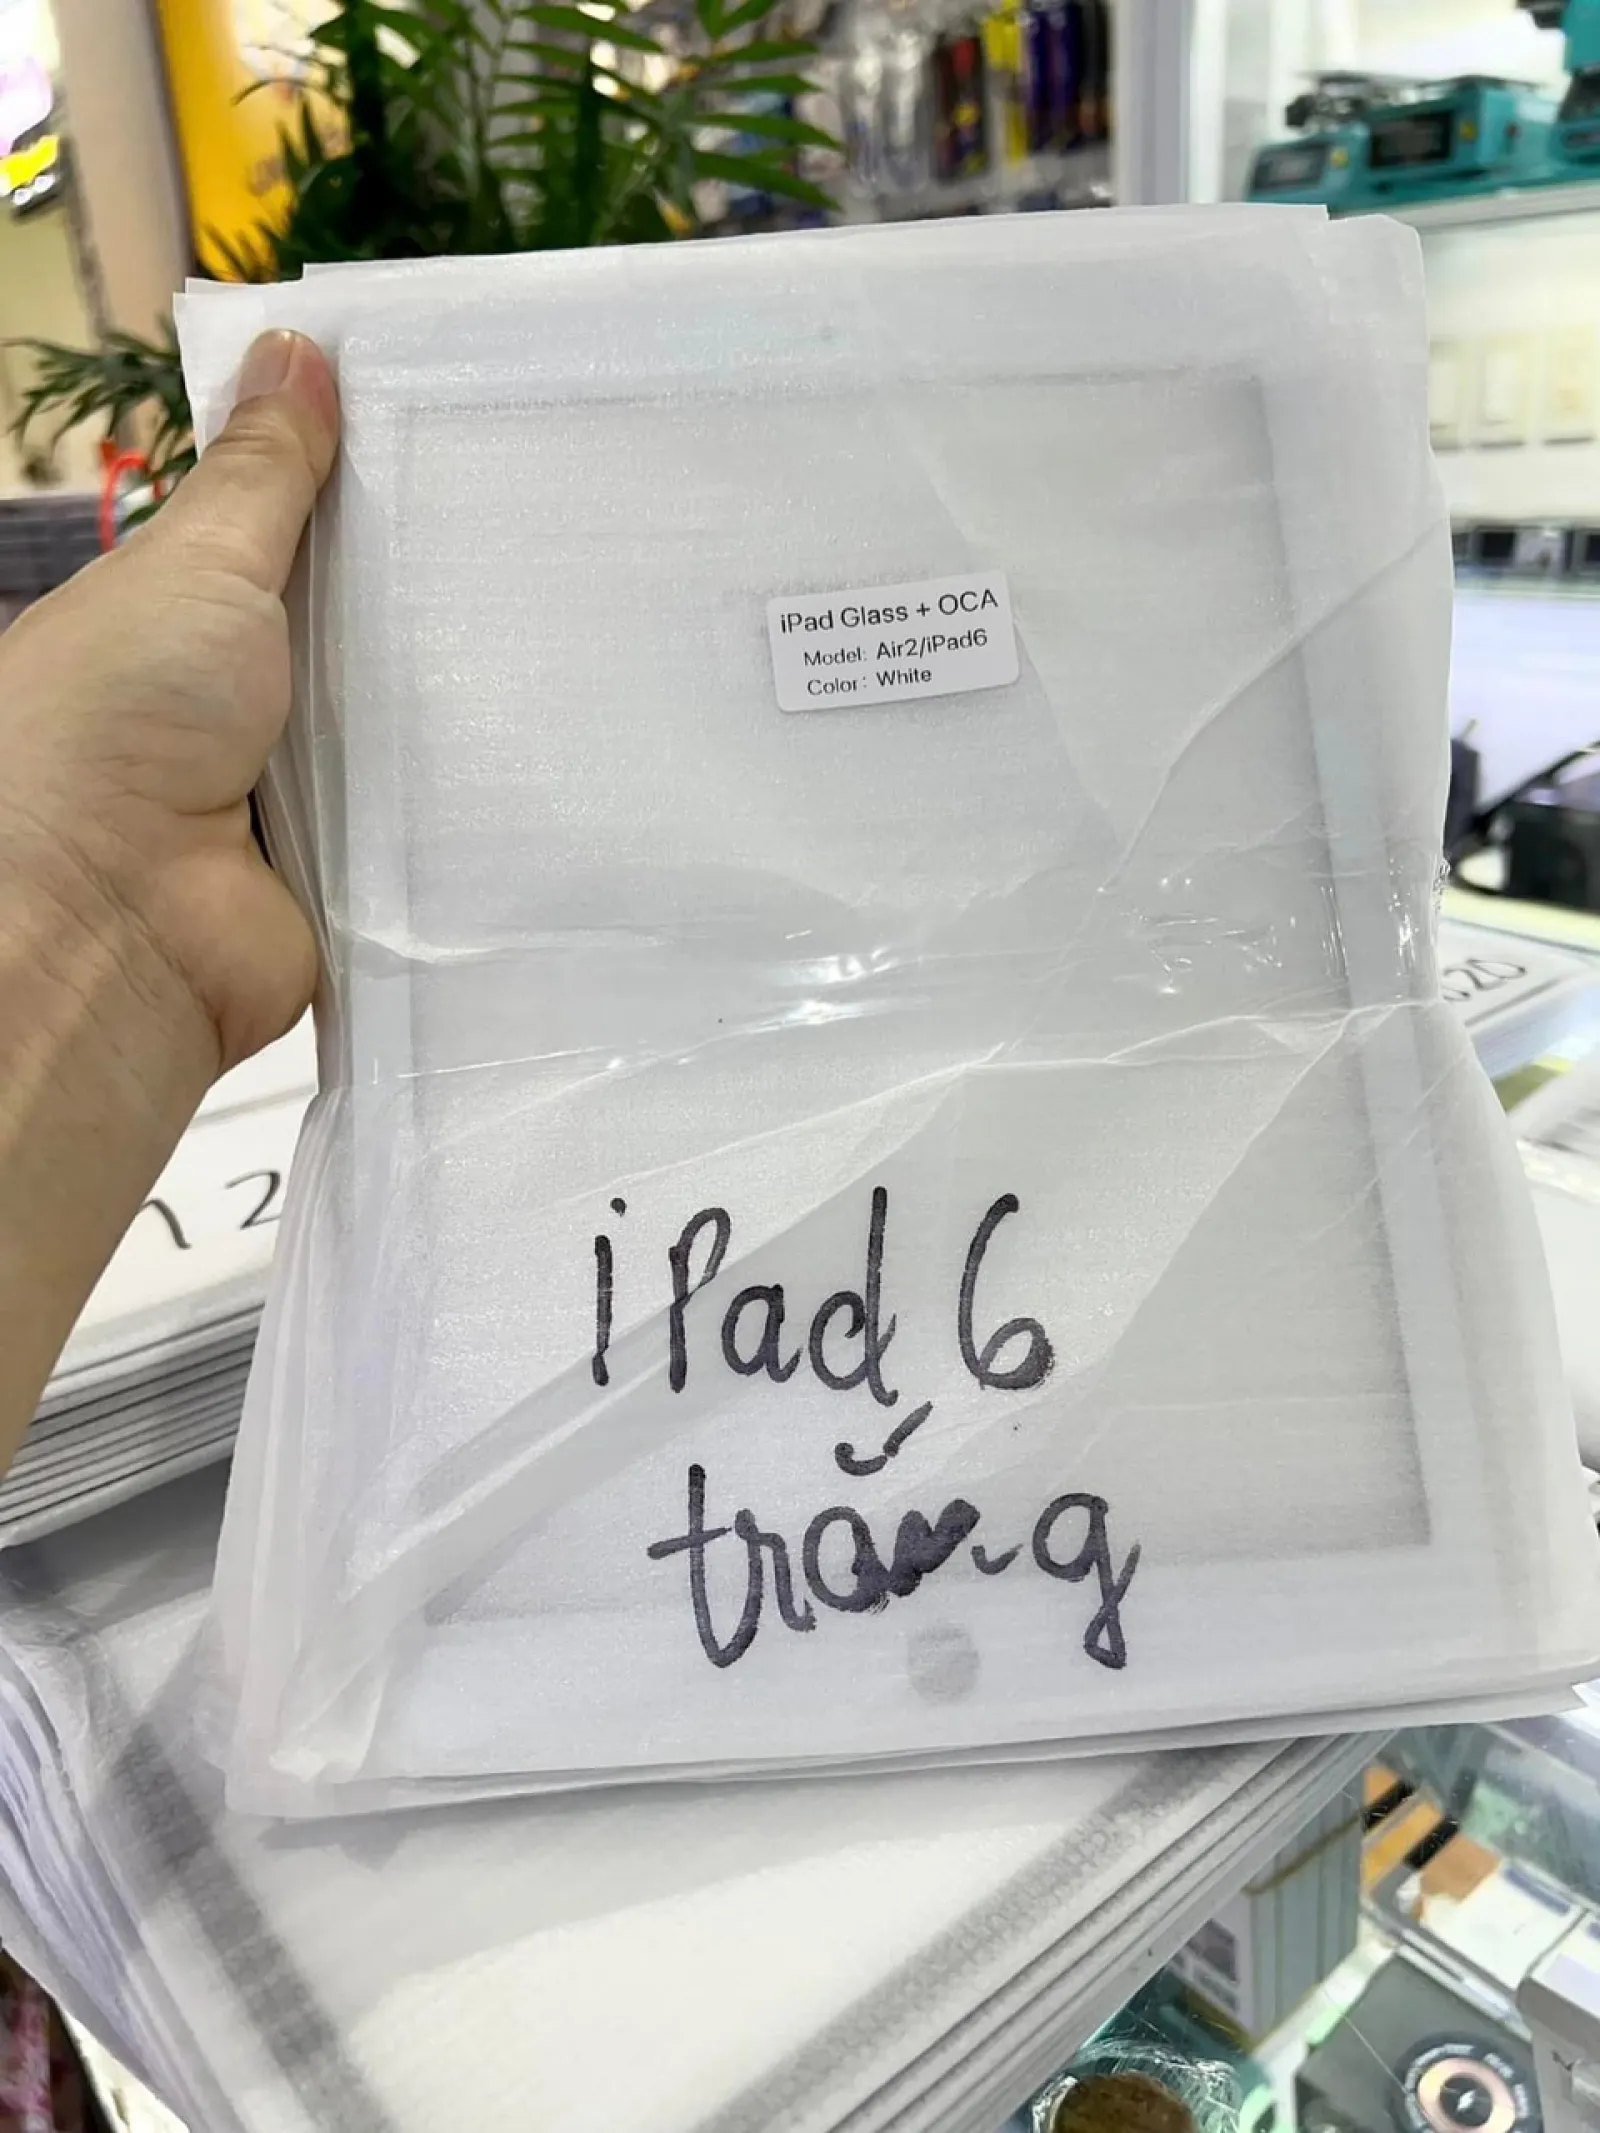 iPad Glass + OCA
Model: Air2/iPad6
Color: White
iPad 6
trắng